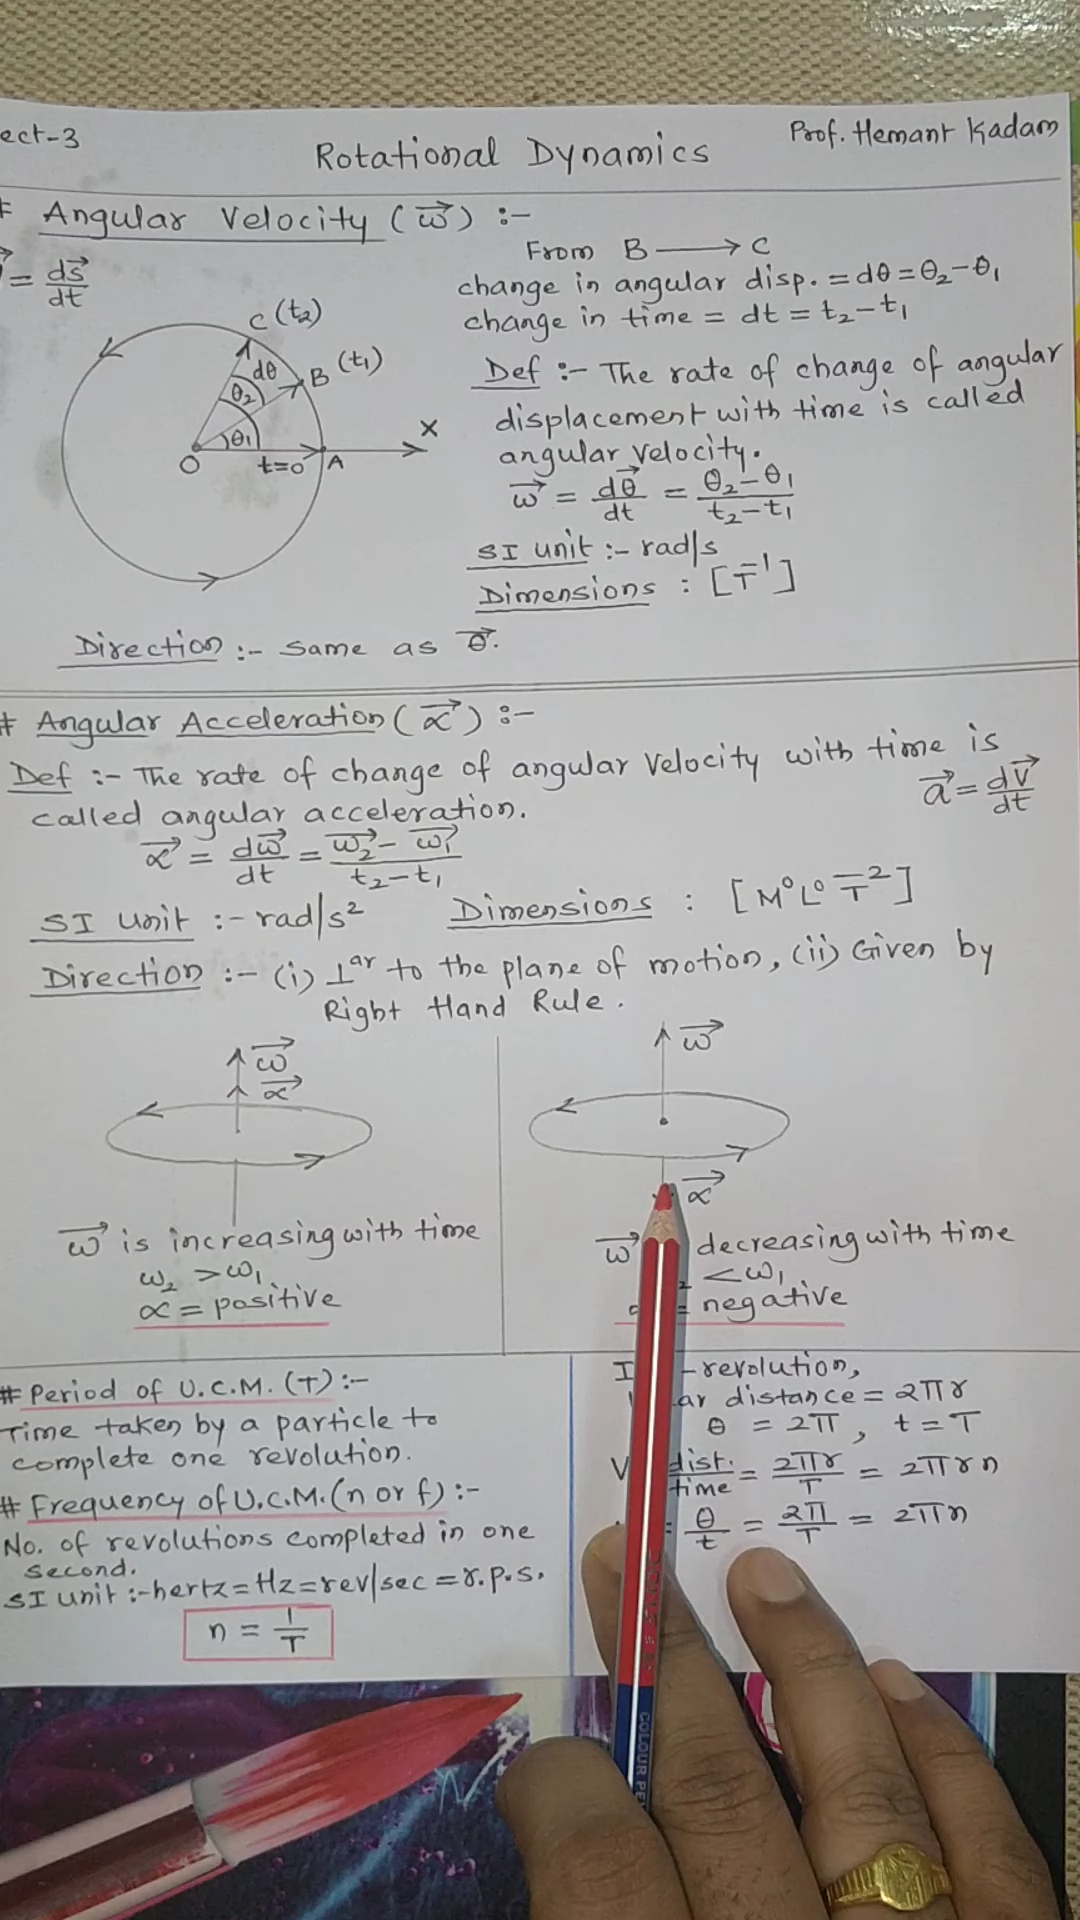 ect-3
Rotational Dynamics
Prof. Hemant Kadam
# Angular Velocity (ω⃗) :-
= ds⃗/dt
From B ⟶ C
change in angular disp. = dθ = θ₂-θ₁
change in time = dt = t₂-t₁
C (t₂)
dθ
B (t₁)
θ₂
θ₁
X
O
t=0
A
Def :- The rate of change of angular
displacement with time is called
angular velocity.
ω⃗ = dθ⃗/dt = (θ₂-θ₁)/(t₂-t₁)
SI unit :- rad/s
Dimensions : [T⁻¹]
Direction :- same as θ⃗.
# Angular Acceleration (α⃗) :-
Def :- The rate of change of angular velocity with time is
called angular acceleration.
a⃗ = dv⃗/dt
α⃗ = dω⃗/dt = (ω⃗₂-ω⃗₁)/(t₂-t₁)
SI Unit :- rad/s²
Dimensions : [M⁰L⁰T⁻²]
Direction :- (i) ⊥ᵃʳ to the plane of motion, (ii) Given by
Right Hand Rule.
ω⃗
α⃗
ω⃗ is increasing with time
ω₂ > ω₁
α = positive
ω⃗
α⃗
ω⃗ decreasing with time
₂ < ω₁
= negative
# Period of U.C.M. (T) :-
Time taken by a particle to
complete one revolution.
# Frequency of U.C.M. (n or f) :-
No. of revolutions completed in one
second.
SI unit :- hertz = Hz = rev/sec = r.p.s.
n = 1/T
I -revolution,
ar distance = 2πr
θ = 2π, t = T
V dist./time = 2πr/T = 2πrn
= θ/t = 2π/T = 2πn